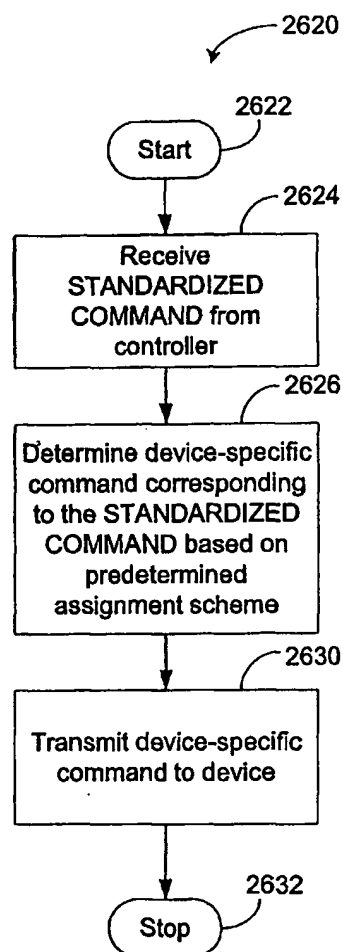 2620
2622
Start
2624
Receive
STANDARDIZED
COMMAND from
controller
2626
Determine device-specific
command corresponding
to the STANDARDIZED
COMMAND based on
predetermined
assignment scheme
2630
Transmit device-specific
command to device
2632
Stop